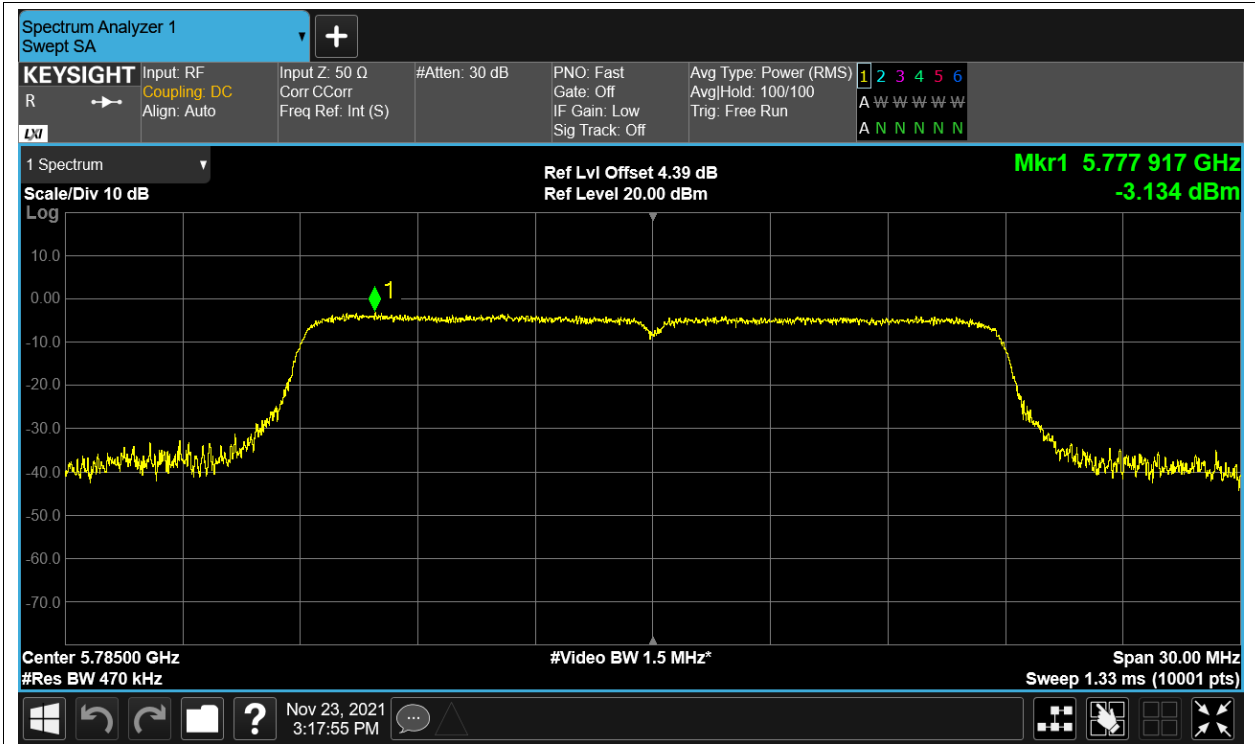 Spectrum Analyzer 1
Swept SA
KEYSIGHT
R
LXI
Input: RF
Coupling: DC
Align: Auto
Input Z: 50 Ω
Corr CCorr
Freq Ref: Int (S)
#Atten: 30 dB
PNO: Fast
Gate: Off
IF Gain: Low
Sig Track: Off
Avg Type: Power (RMS)
Avg|Hold: 100/100
Trig: Free Run
1 2 3 4 5 6
A W W W W W
A N N N N N
1 Spectrum
Scale/Div 10 dB
Log
Ref Lvl Offset 4.39 dB
Ref Level 20.00 dBm
Mkr1 5.777 917 GHz
-3.134 dBm
10.0
0.00
1
-10.0
-20.0
-30.0
-40.0
-50.0
-60.0
-70.0
Center 5.78500 GHz
#Res BW 470 kHz
#Video BW 1.5 MHz*
Span 30.00 MHz
Sweep 1.33 ms (10001 pts)
?
Nov 23, 2021
3:17:55 PM